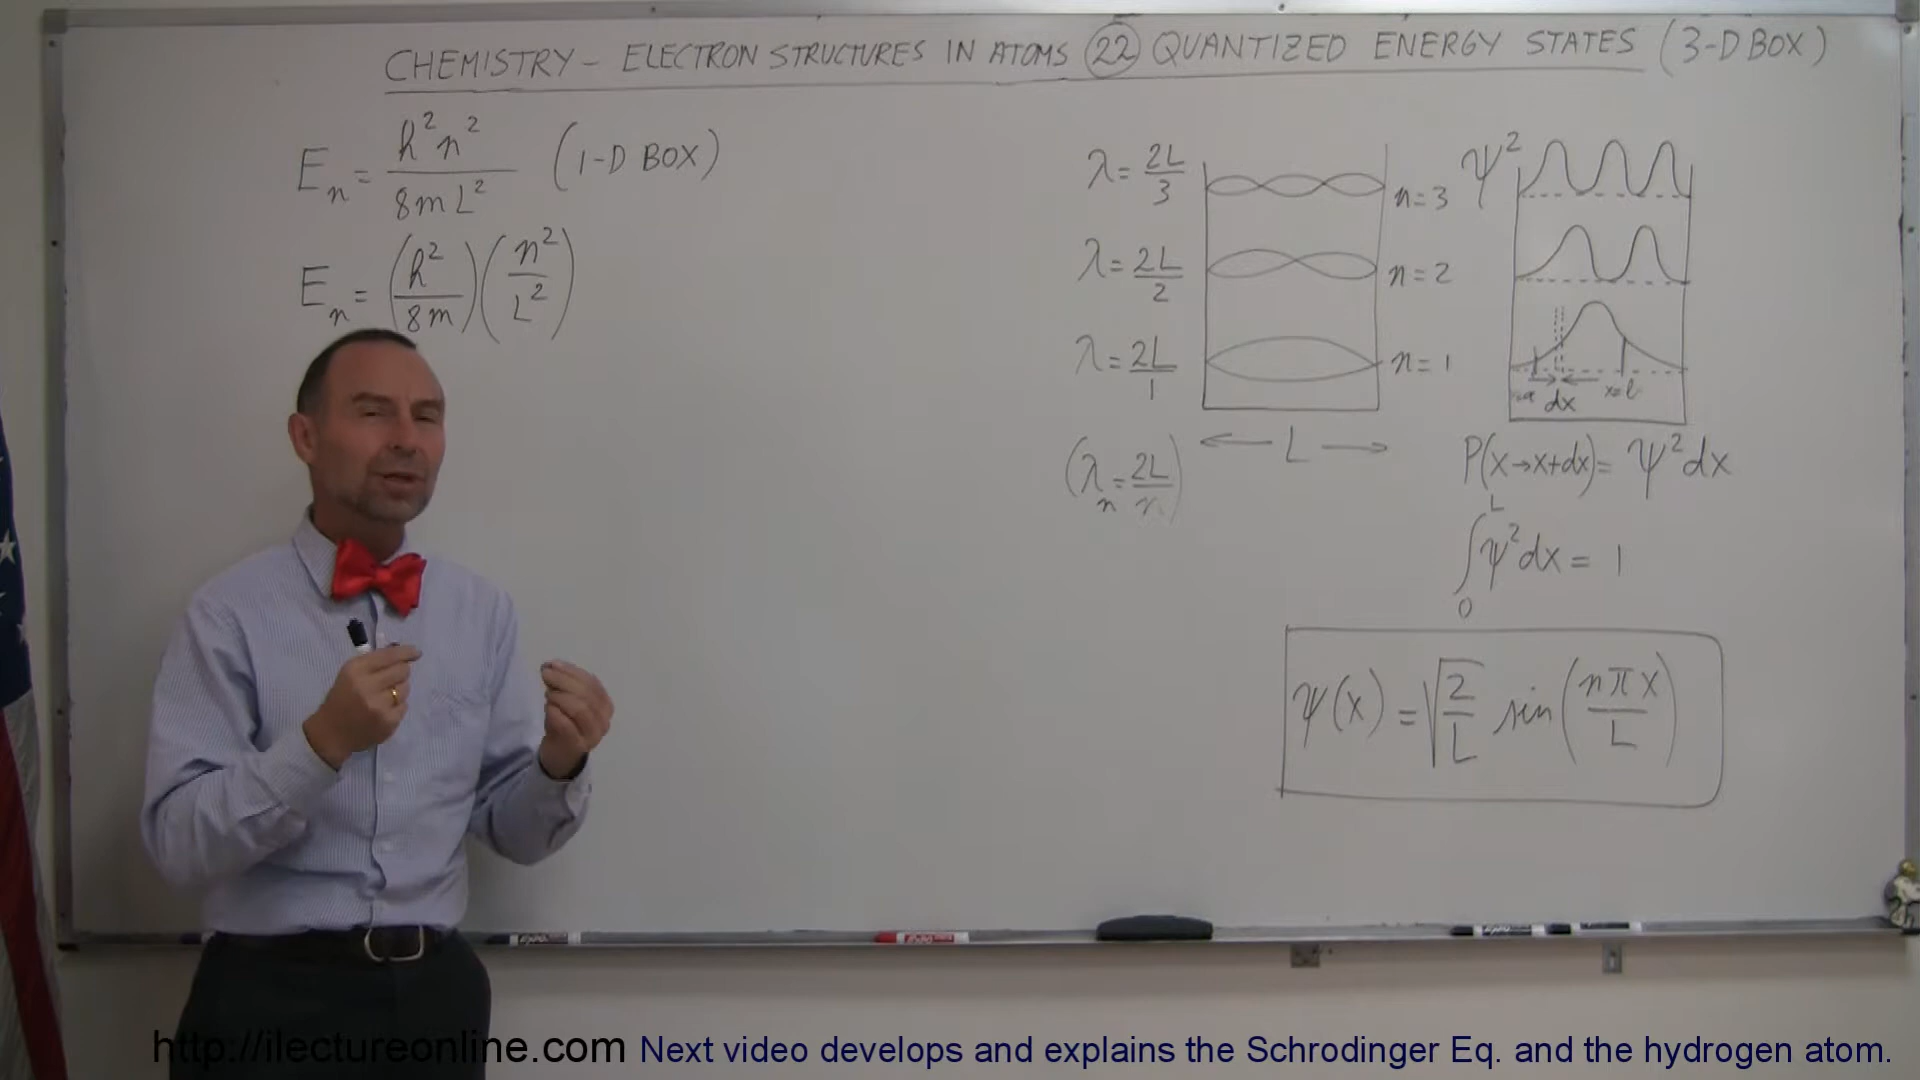 CHEMISTRY - ELECTRON STRUCTURES IN ATOMS 22 QUANTIZED ENERGY STATES (3-D BOX)
Eₙ = h²n² / 8mL² (1-D BOX)
Eₙ = (h²/8m)(n²/L²)
λ = 2L/3
n=3
λ = 2L/2
n=2
λ = 2L/1
n=1
(λₙ = 2L/n)
L
ψ²
dx
P(x→x+dx) = ψ²dx
∫₀ᴸ ψ²dx = 1
ψ(x) = √(2/L) sin(nπx/L)
http://ilectureonline.com Next video develops and explains the Schrodinger Eq. and the hydrogen atom.